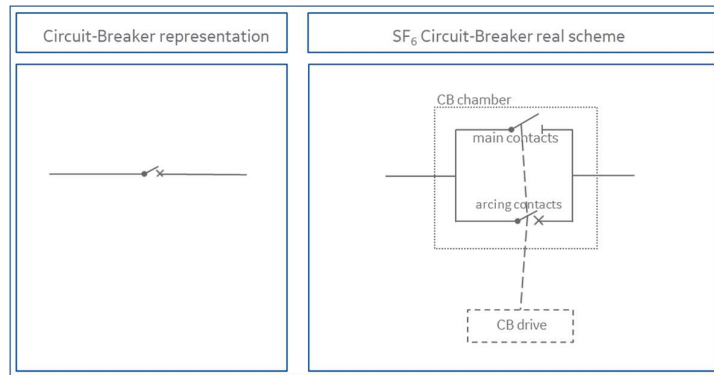 Circuit-Breaker representation
SF₆ Circuit-Breaker real scheme
CB chamber
main contacts
arcing contacts
CB drive